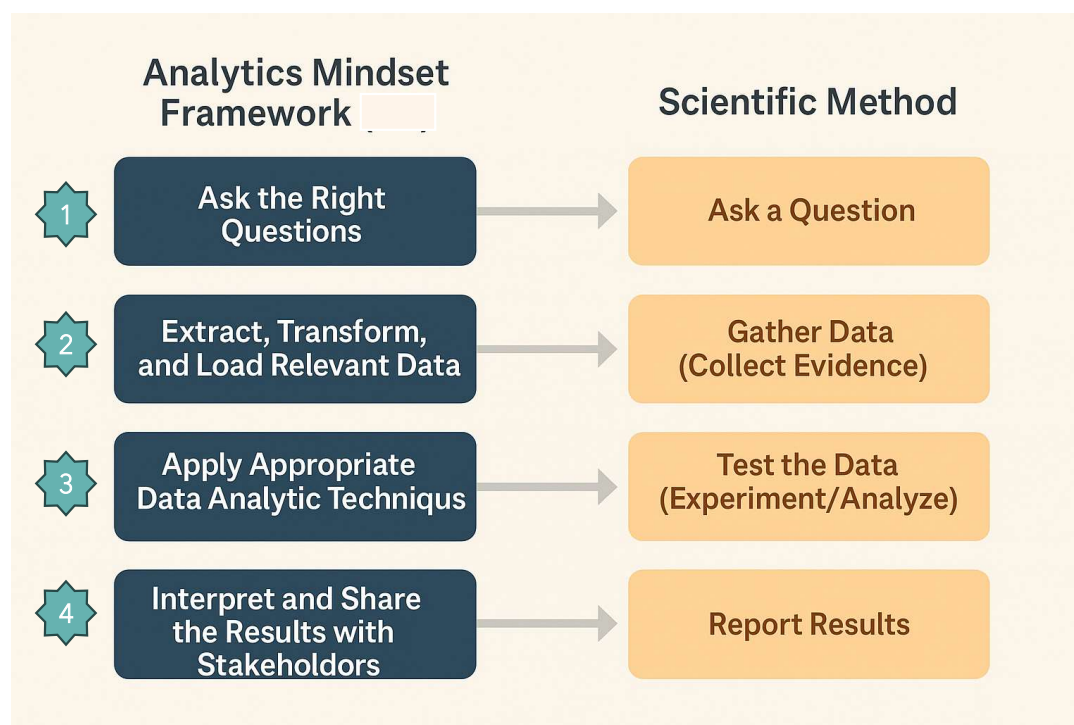 Analytics Mindset
Framework
Scientific Method
1
Ask the Right
Questions
Ask a Question
2
Extract, Transform,
and Load Relevant Data
Gather Data
(Collect Evidence)
3
Apply Appropriate
Data Analytic Techniqus
Test the Data
(Experiment/Analyze)
4
Interpret and Share
the Results with
Stakeholdors
Report Results